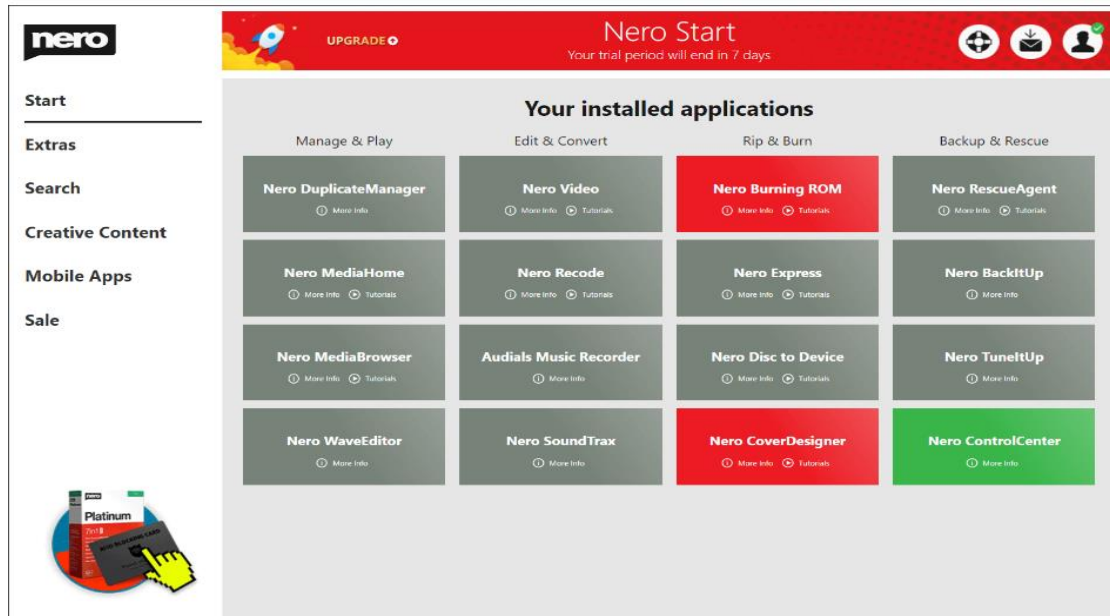 nero
UPGRADE
Nero Start
Your trial period will end in 7 days
Start
Extras
Search
Creative Content
Mobile Apps
Sale
Your installed applications
Manage & Play
Edit & Convert
Rip & Burn
Backup & Rescue
Nero DuplicateManager
More Info
Nero Video
More Info Tutorials
Nero Burning ROM
More Info Tutorials
Nero RescueAgent
More Info Tutorials
Nero MediaHome
More Info Tutorials
Nero Recode
More Info Tutorials
Nero Express
More Info Tutorials
Nero BackItUp
More Info
Nero MediaBrowser
More Info Tutorials
Audials Music Recorder
More Info
Nero Disc to Device
More Info Tutorials
Nero TuneItUp
More Info
Nero WaveEditor
More Info
Nero SoundTrax
More Info
Nero CoverDesigner
More Info Tutorials
Nero ControlCenter
More Info
nero
Platinum
7in1
RFID BLOCKING CARD